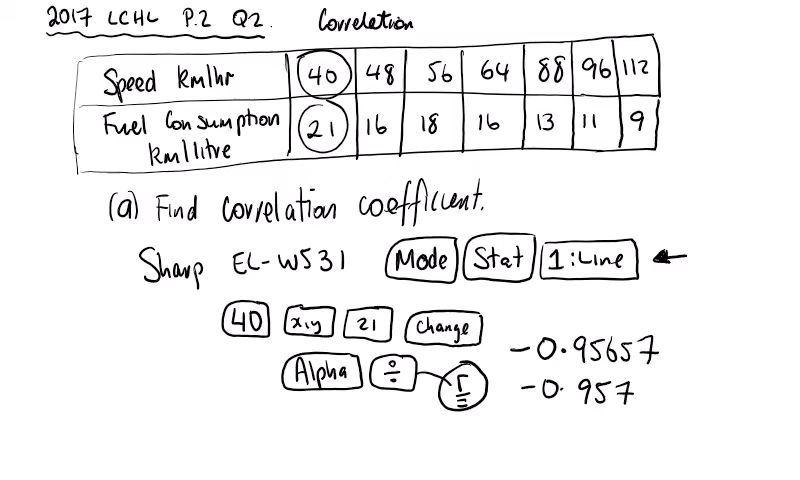 2017 LCHL P.2 Q2. Correlation
Speed km/hr 40 48 56 64 88 96 112
Fuel Consumption km/litre 21 16 18 16 13 11 9
(a) Find correlation coefficient.
Sharp EL-W531 Mode Stat 1:Line
40 x,y 21 Change
Alpha ÷ r
-0.95657
-0.957